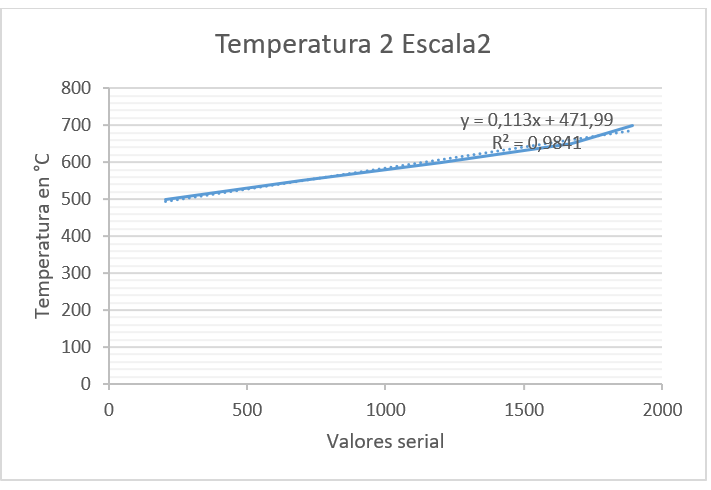 Temperatura 2 Escala2
800
700
600
500
400
300
200
100
0
Temperatura en °C
y = 0,113x + 471,99
R² = 0,9841
0 500 1000 1500 2000
Valores serial